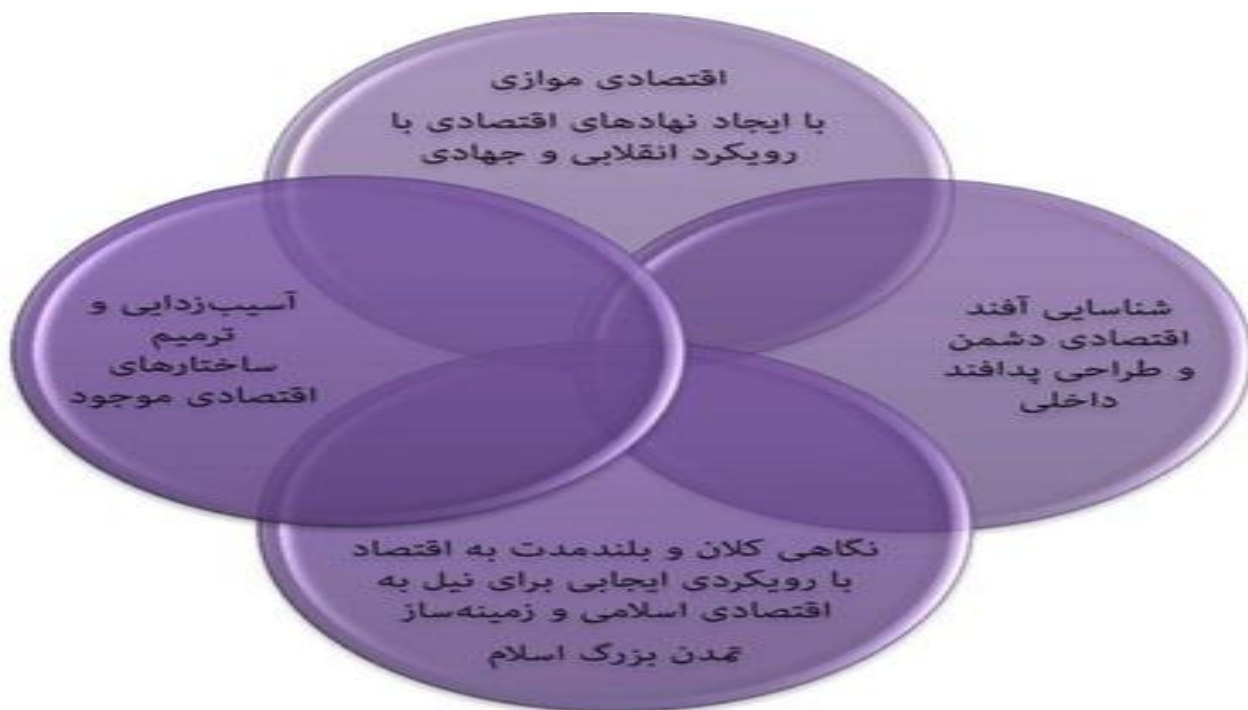 اقتصادی موازی
با ایجاد نهادهای اقتصادی با
رویکرد انقلابی و جهادی
شناسایی آفند
اقتصادی دشمن
و طراحی پدافند
داخلی
آسیب‌زدایی و
ترمیم
ساختارهای
اقتصادی موجود
نگاهی کلان و بلندمدت به اقتصاد
با رویکردی ایجابی برای نیل به
اقتصادی اسلامی و زمینه‌ساز
تمدن بزرگ اسلام